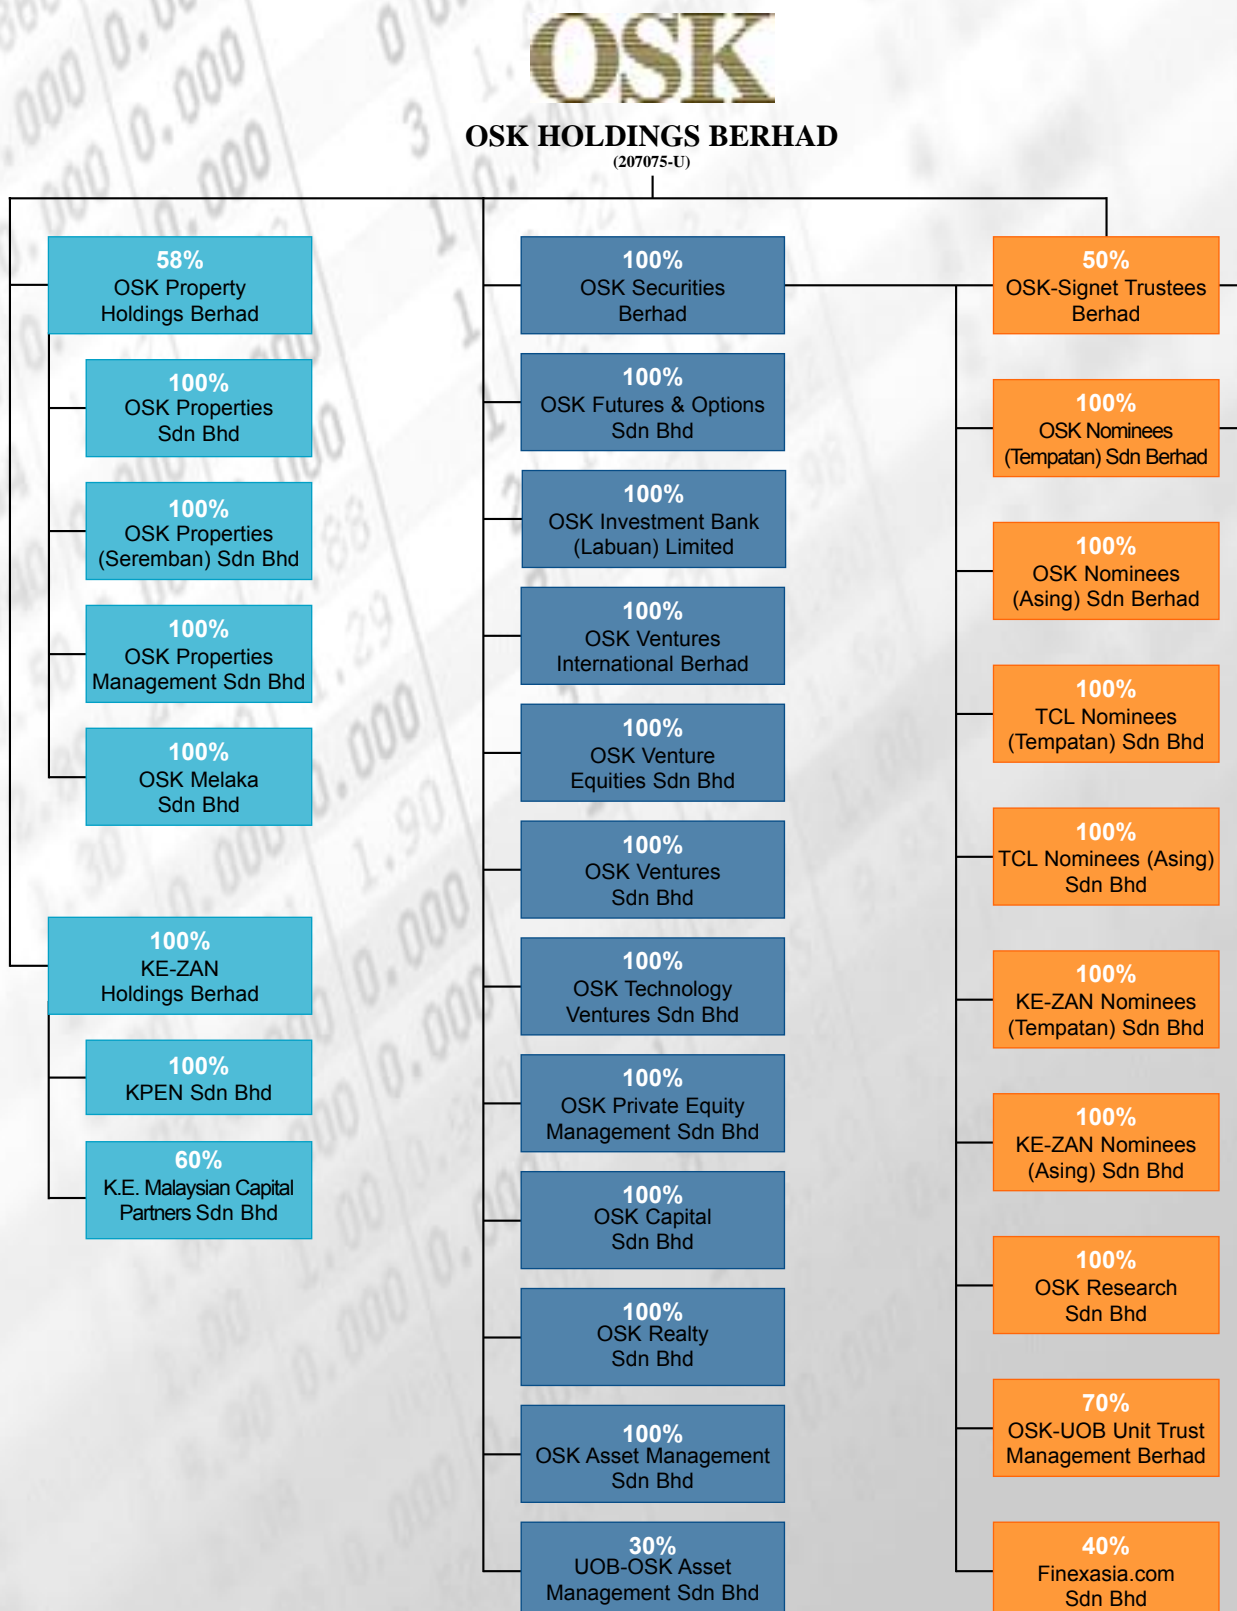 OSK
OSK HOLDINGS BERHAD
(207075-U)
58%
OSK Property
Holdings Berhad
100%
OSK Properties
Sdn Bhd
100%
OSK Properties
(Seremban) Sdn Bhd
100%
OSK Properties
Management Sdn Bhd
100%
OSK Melaka
Sdn Bhd
100%
KE-ZAN
Holdings Berhad
100%
KPEN Sdn Bhd
60%
K.E. Malaysian Capital
Partners Sdn Bhd
100%
OSK Securities
Berhad
100%
OSK Futures & Options
Sdn Bhd
100%
OSK Investment Bank
(Labuan) Limited
100%
OSK Ventures
International Berhad
100%
OSK Venture
Equities Sdn Bhd
100%
OSK Ventures
Sdn Bhd
100%
OSK Technology
Ventures Sdn Bhd
100%
OSK Private Equity
Management Sdn Bhd
100%
OSK Capital
Sdn Bhd
100%
OSK Realty
Sdn Bhd
100%
OSK Asset Management
Sdn Bhd
30%
UOB-OSK Asset
Management Sdn Bhd
50%
OSK-Signet Trustees
Berhad
100%
OSK Nominees
(Tempatan) Sdn Berhad
100%
OSK Nominees
(Asing) Sdn Berhad
100%
TCL Nominees
(Tempatan) Sdn Bhd
100%
TCL Nominees (Asing)
Sdn Bhd
100%
KE-ZAN Nominees
(Tempatan) Sdn Bhd
100%
KE-ZAN Nominees
(Asing) Sdn Bhd
100%
OSK Research
Sdn Bhd
70%
OSK-UOB Unit Trust
Management Berhad
40%
Finexasia.com
Sdn Bhd